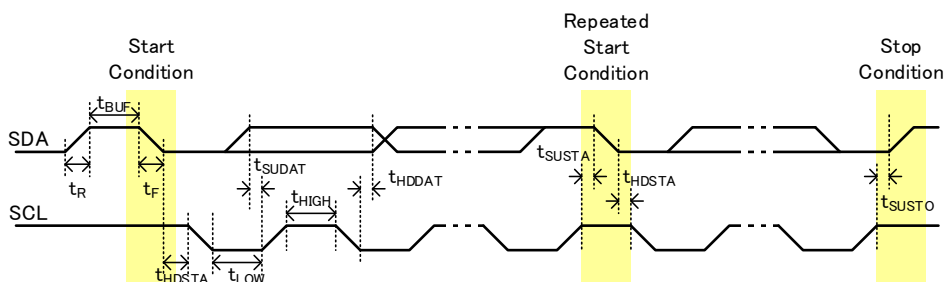 Repeated
Start
Condition
Start
Condition
Stop
Condition
tBUF
SDA
tSUDAT
tSUSTA
tR
tF
tHDDAT
tHDSTA
tHIGH
tSUSTO
SCL
tHDSTA
tLOW